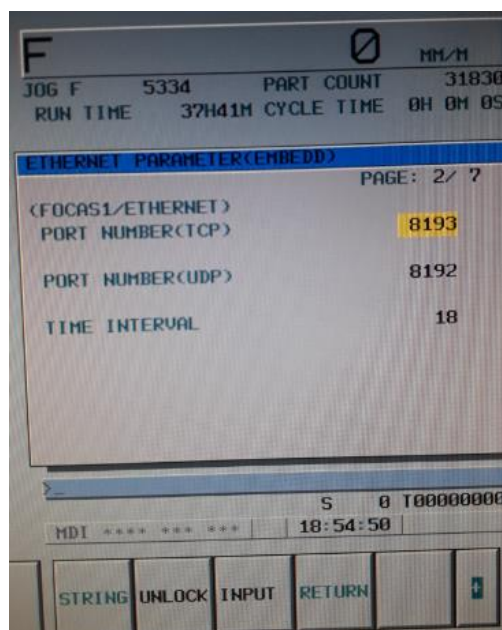 F 0 MM/M
JOG F 5334 PART COUNT 31830
RUN TIME 37H41M CYCLE TIME 0H 0M 0S
ETHERNET PARAMETER(EMBEDD)
PAGE: 2/ 7
(FOCAS1/ETHERNET)
PORT NUMBER(TCP) 8193
PORT NUMBER(UDP) 8192
TIME INTERVAL 18
>_
S 0 T00000000
MDI **** *** *** 18:54:50
STRING UNLOCK INPUT RETURN +